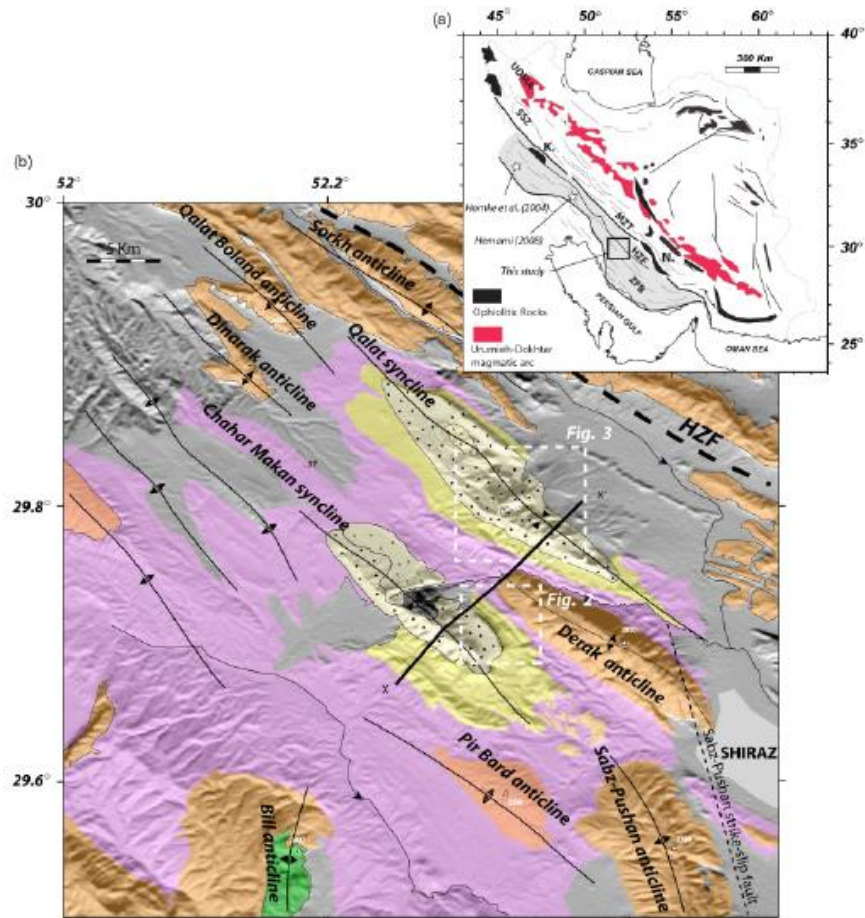 (a)
45°
50°
55°
60°
40°
35°
30°
25°
300 Km
CASPIAN SEA
UDMA
SSZ
K.
Homke et al. (2004)
Hemami (2005)
This study
MZT
HZF
N.
ZFB
PERSIAN GULF
OMAN SEA
Ophiolitic Rocks
Urumieh-Dokhtar
magmatic arc
(b)
52°
52.2°
30°
29.8°
29.6°
5 Km
Qalat Boland anticline
Sorkh anticline
Dinarak anticline
Qalat syncline
Chahar Makan syncline
HZF
Fig. 3
X'
Fig. 2
X
Derak anticline
SHIRAZ
Sabz-Pushan strike-slip fault
Pir Bard anticline
Sabz-Pushan anticline
Bill anticline